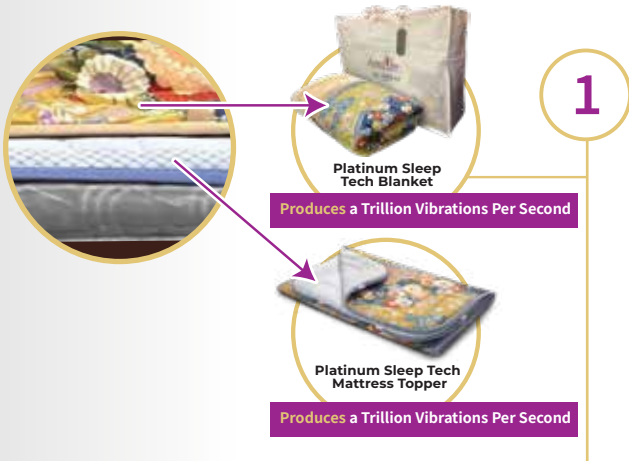 1
Platinum Sleep
Tech Blanket
Produces a Trillion Vibrations Per Second
Platinum Sleep Tech
Mattress Topper
Produces a Trillion Vibrations Per Second